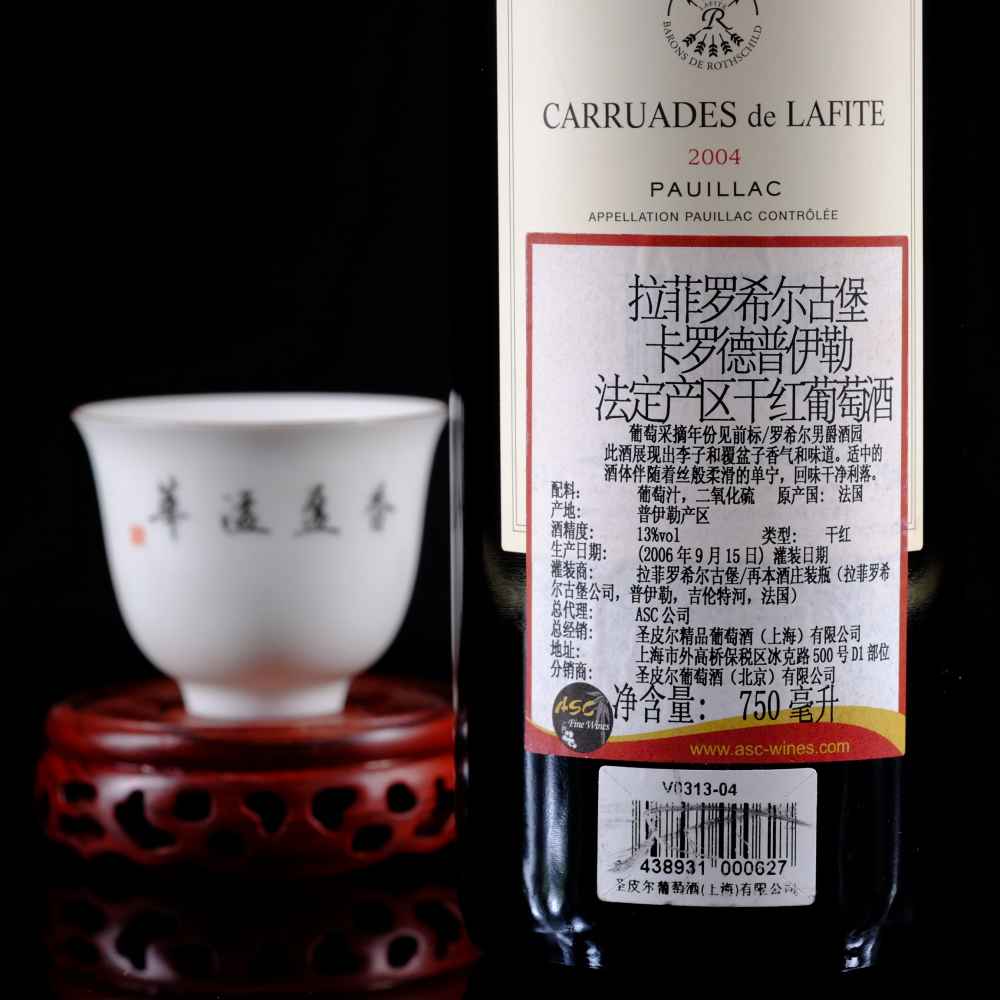 LAFITE
R
BARONS DE ROTHSCHILD
CARRUADES de LAFITE
2004
PAUILLAC
APPELLATION PAUILLAC CONTRÔLÉE
拉菲罗希尔古堡
卡罗德普伊勒
法定产区干红葡萄酒
葡萄采摘年份见前标/罗希尔男爵酒园
此酒展现出李子和覆盆子香气和味道。适中的
酒体伴随着丝般柔滑的单宁，回味干净利落。
配料： 葡萄汁，二氧化硫 原产国： 法国
产地： 普伊勒产区
酒精度： 13%vol 类型： 干红
生产日期： (2006年9月15日) 灌装日期
灌装商： 拉菲罗希尔古堡/再本酒庄装瓶（拉菲罗希
尔古堡公司，普伊勒，吉伦特河，法国）
总代理： ASC公司
总经销： 圣皮尔精品葡萄酒（上海）有限公司
地址： 上海市外高桥保税区冰克路500号D1部位
分销商： 圣皮尔葡萄酒（北京）有限公司
净含量： 750 毫升
ASC
Fine Wines
www.asc-wines.com
V0313-04
438931 000627
圣皮尔葡萄酒(上海)有限公司
香盈溢